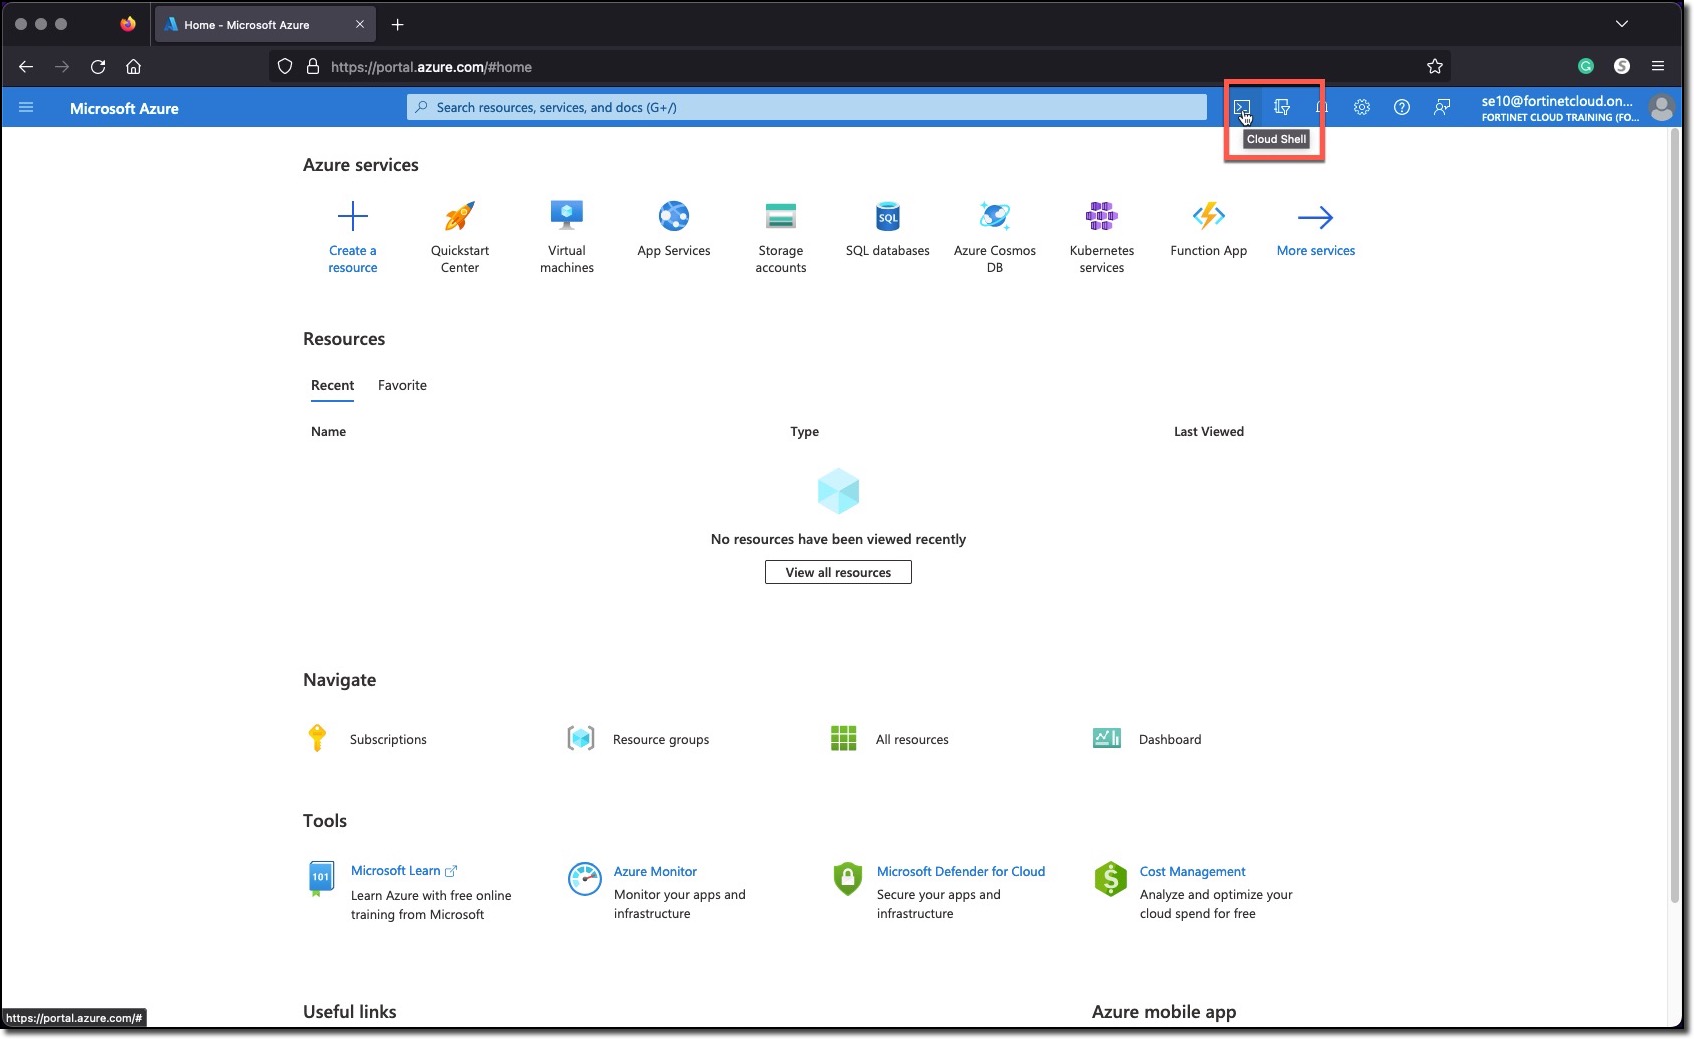 Home - Microsoft Azure
https://portal.azure.com/#home
Microsoft Azure
Search resources, services, and docs (G+/)
se10@fortinetcloud.on...
FORTINET CLOUD TRAINING (FO...
Cloud Shell
Azure services
Create a
resource
Quickstart
Center
Virtual
machines
App Services
Storage
accounts
SQL
SQL databases
Azure Cosmos
DB
Kubernetes
services
Function App
More services
Resources
Recent
Favorite
Name
Type
Last Viewed
No resources have been viewed recently
View all resources
Navigate
Subscriptions
Resource groups
All resources
Dashboard
Tools
101
Microsoft Learn
Learn Azure with free online
training from Microsoft
Azure Monitor
Monitor your apps and
infrastructure
Microsoft Defender for Cloud
Secure your apps and
infrastructure
$
Cost Management
Analyze and optimize your
cloud spend for free
Useful links
Azure mobile app
https://portal.azure.com/#